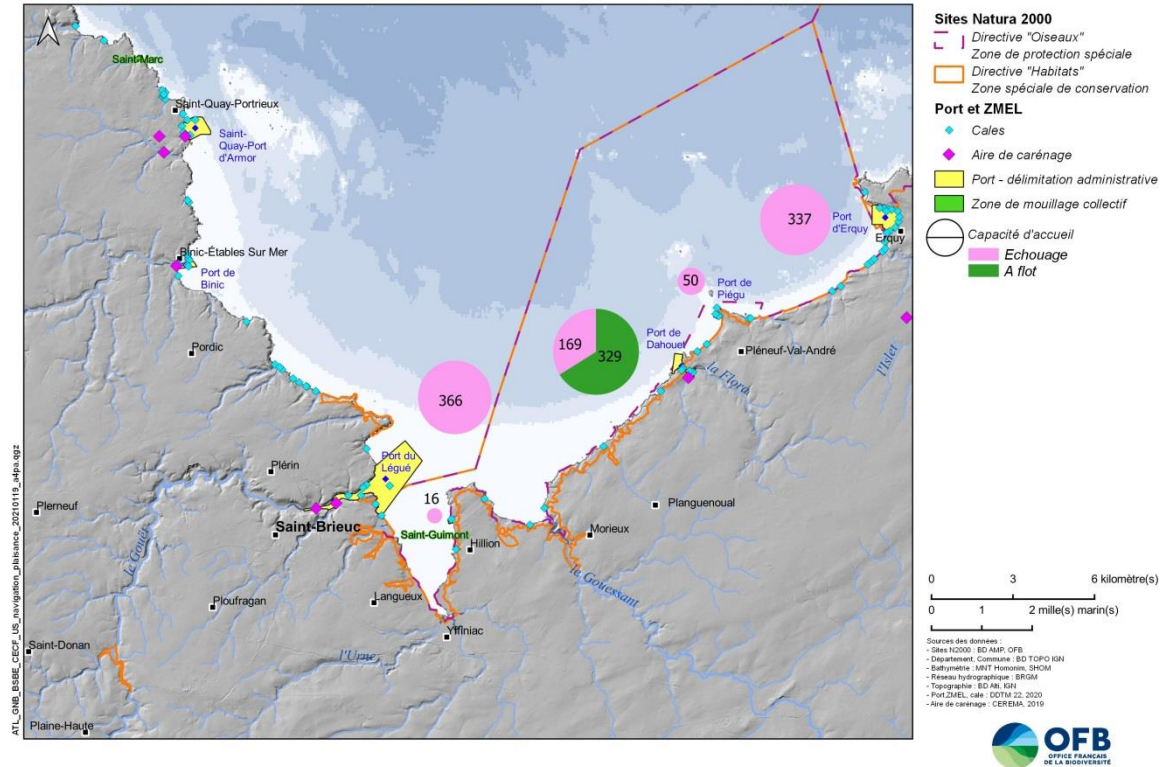 Saint-Marc
Saint-Quay-Portrieux
Saint-
Quay-Port
d'Armor
Binic-Étables Sur Mer
Port de
Binic
Pordic
Plérin
Plerneuf
le Gouët
Saint-Brieuc
Ploufragan
Saint-Donan
Plaine-Haute
Langueux
l'Urne
Yffiniac
Port du
Légué
366
16
Saint-Guimont
Hillion
169
329
Port de
Dahouet
50
Port de
Piégu
337
Port
d'Erquy
Erquy
Pléneuf-Val-André
la Flora
l'Islet
Planguenoual
Morieux
le Gouessant
ATL_GNB_BSBE_CECF_US_navigation_plaisance_20210119_a4pa.qgz
Sites Natura 2000
Directive "Oiseaux"
Zone de protection spéciale
Directive "Habitats"
Zone spéciale de conservation
Port et ZMEL
Cales
Aire de carénage
Port - délimitation administrative
Zone de mouillage collectif
Capacité d'accueil
Echouage
A flot
0 3 6 kilomètre(s)
0 1 2 mille(s) marin(s)
Sources des données :
- Sites N2000 : BD AMP, OFB
- Département, Commune : BD TOPO IGN
- Bathymétrie : MNT Homonim, SHOM
- Réseau hydrographique : BRGM
- Topographie : BD Alti, IGN
- Port,ZMEL, cale : DDTM 22, 2020
- Aire de carénage : CEREMA, 2019
OFB
OFFICE FRANÇAIS
DE LA BIODIVERSITÉ